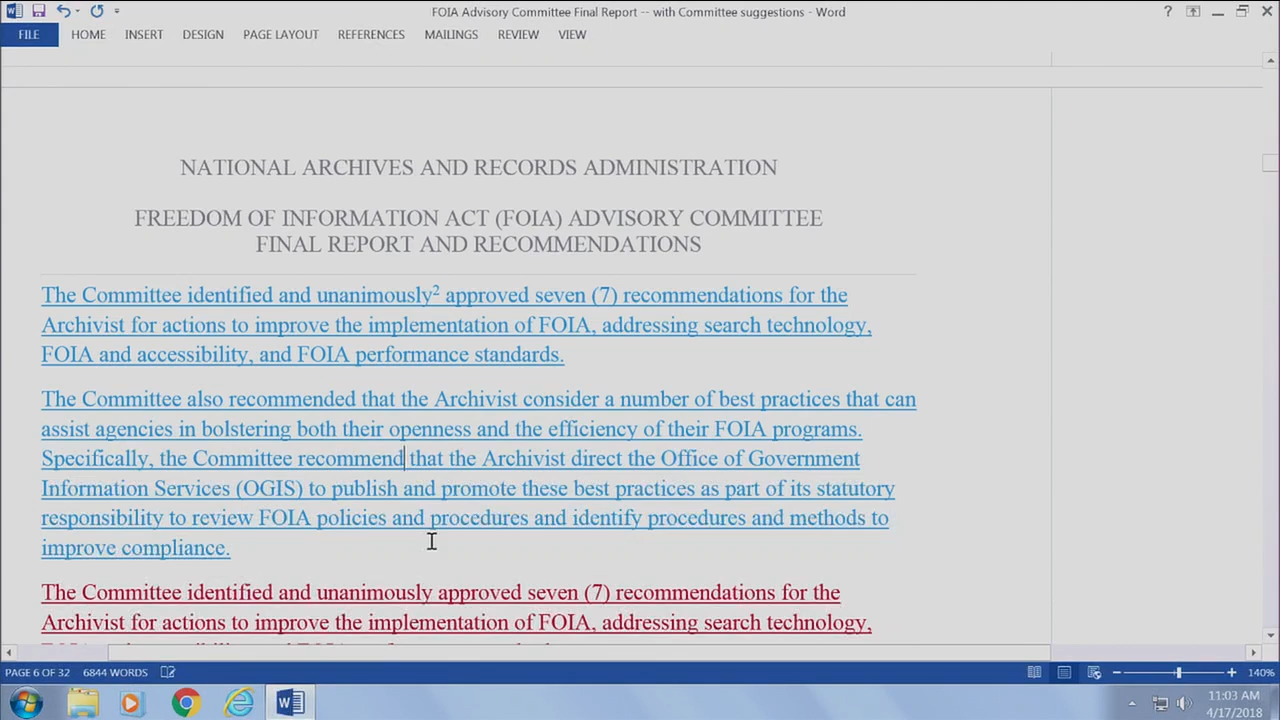 FOIA Advisory Committee Final Report -- with Committee suggestions - Word
FILE HOME INSERT DESIGN PAGE LAYOUT REFERENCES MAILINGS REVIEW VIEW
NATIONAL ARCHIVES AND RECORDS ADMINISTRATION
FREEDOM OF INFORMATION ACT (FOIA) ADVISORY COMMITTEE
FINAL REPORT AND RECOMMENDATIONS
The Committee identified and unanimously² approved seven (7) recommendations for the
Archivist for actions to improve the implementation of FOIA, addressing search technology,
FOIA and accessibility, and FOIA performance standards.
The Committee also recommended that the Archivist consider a number of best practices that can
assist agencies in bolstering both their openness and the efficiency of their FOIA programs.
Specifically, the Committee recommend that the Archivist direct the Office of Government
Information Services (OGIS) to publish and promote these best practices as part of its statutory
responsibility to review FOIA policies and procedures and identify procedures and methods to
improve compliance.
The Committee identified and unanimously approved seven (7) recommendations for the
Archivist for actions to improve the implementation of FOIA, addressing search technology,
PAGE 6 OF 32 6844 WORDS 140%
11:03 AM
4/17/2018